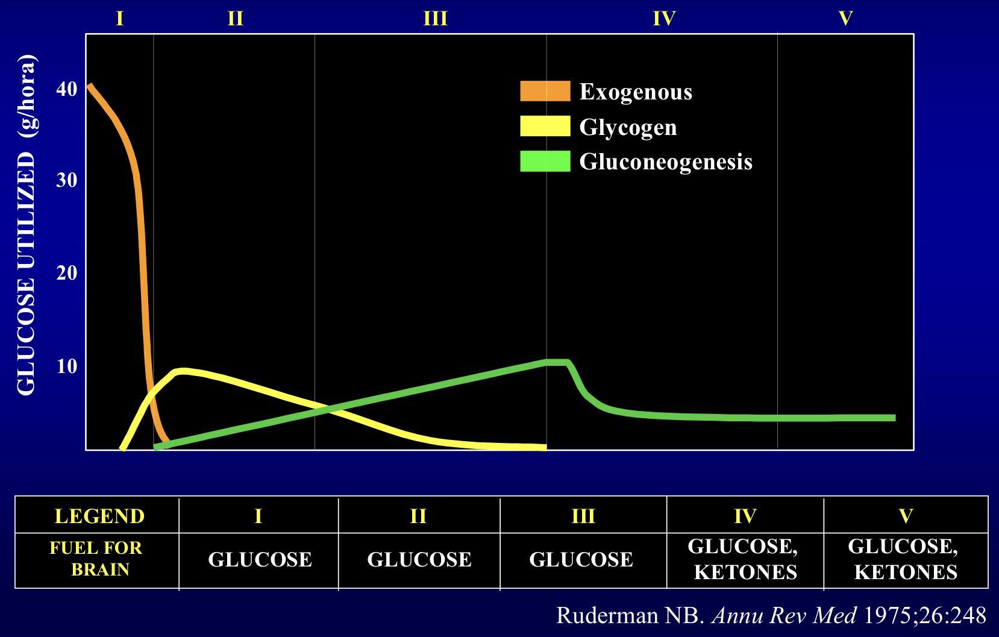 I II III IV V
GLUCOSE UTILIZED (g/hora)
40
30
20
10
Exogenous
Glycogen
Gluconeogenesis
LEGEND I II III IV V
FUEL FOR
BRAIN
GLUCOSE
GLUCOSE
GLUCOSE
GLUCOSE,
KETONES
GLUCOSE,
KETONES
Ruderman NB. Annu Rev Med 1975;26:248